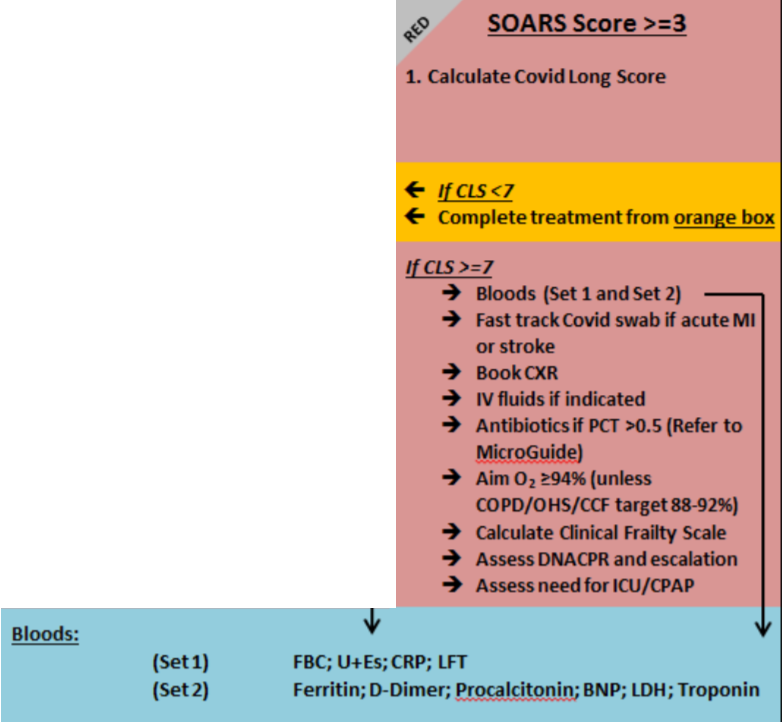 RED
SOARS Score >=3
1. Calculate Covid Long Score
← If CLS <7
← Complete treatment from orange box
If CLS >=7
→ Bloods (Set 1 and Set 2)
→ Fast track Covid swab if acute MI
or stroke
→ Book CXR
→ IV fluids if indicated
→ Antibiotics if PCT >0.5 (Refer to
MicroGuide)
→ Aim O₂ ≥94% (unless
COPD/OHS/CCF target 88-92%)
→ Calculate Clinical Frailty Scale
→ Assess DNACPR and escalation
→ Assess need for ICU/CPAP
Bloods:
(Set 1) FBC; U+Es; CRP; LFT
(Set 2) Ferritin; D-Dimer; Procalcitonin; BNP; LDH; Troponin